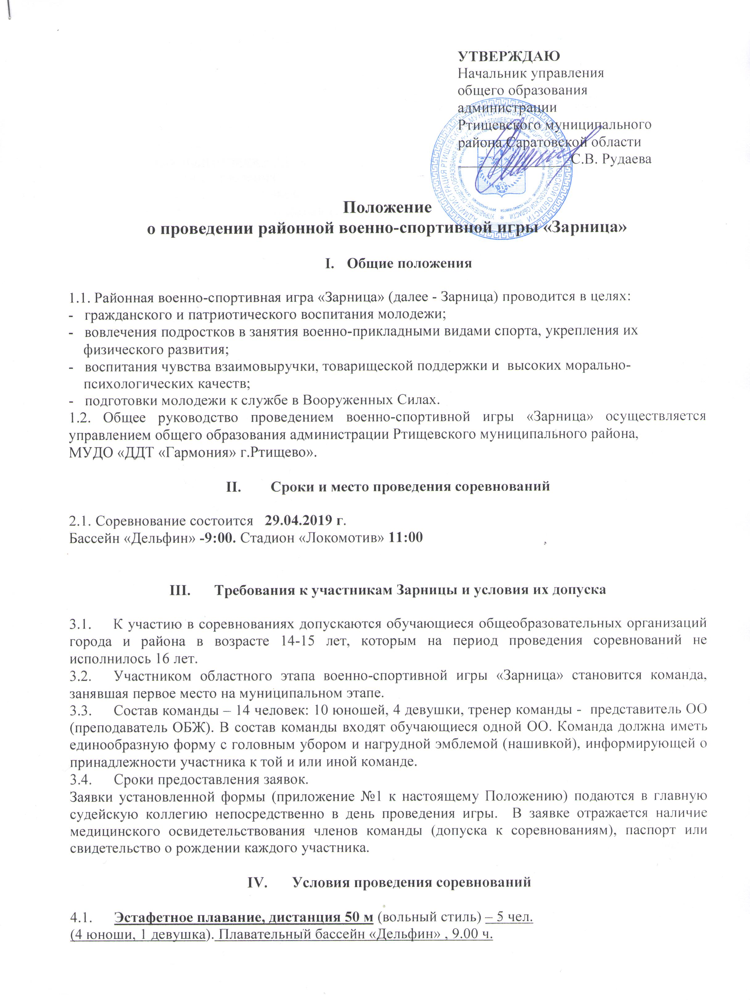 УТВЕРЖДАЮ
Начальник управления
общего образования
администрации
Ртищевского муниципального
района Саратовской области
С.В. Рудаева
Положение
о проведении районной военно-спортивной игры «Зарница»
I. Общие положения
1.1. Районная военно-спортивная игра «Зарница» (далее - Зарница) проводится в целях:
- гражданского и патриотического воспитания молодежи;
- вовлечения подростков в занятия военно-прикладными видами спорта, укрепления их
физического развития;
- воспитания чувства взаимовыручки, товарищеской поддержки и высоких морально-
психологических качеств;
- подготовки молодежи к службе в Вооруженных Силах.
1.2. Общее руководство проведением военно-спортивной игры «Зарница» осуществляется
управлением общего образования администрации Ртищевского муниципального района,
МУДО «ДДТ «Гармония» г.Ртищево».
II. Сроки и место проведения соревнований
2.1. Соревнование состоится 29.04.2019 г.
Бассейн «Дельфин» -9:00. Стадион «Локомотив» 11:00
III. Требования к участникам Зарницы и условия их допуска
3.1. К участию в соревнованиях допускаются обучающиеся общеобразовательных организаций
города и района в возрасте 14-15 лет, которым на период проведения соревнований не
исполнилось 16 лет.
3.2. Участником областного этапа военно-спортивной игры «Зарница» становится команда,
занявшая первое место на муниципальном этапе.
3.3. Состав команды – 14 человек: 10 юношей, 4 девушки, тренер команды - представитель ОО
(преподаватель ОБЖ). В состав команды входят обучающиеся одной ОО. Команда должна иметь
единообразную форму с головным убором и нагрудной эмблемой (нашивкой), информирующей о
принадлежности участника к той и или иной команде.
3.4. Сроки предоставления заявок.
Заявки установленной формы (приложение №1 к настоящему Положению) подаются в главную
судейскую коллегию непосредственно в день проведения игры. В заявке отражается наличие
медицинского освидетельствования членов команды (допуска к соревнованиям), паспорт или
свидетельство о рождении каждого участника.
IV. Условия проведения соревнований
4.1. Эстафетное плавание, дистанция 50 м (вольный стиль) – 5 чел.
(4 юноши, 1 девушка). Плавательный бассейн «Дельфин» , 9.00 ч.